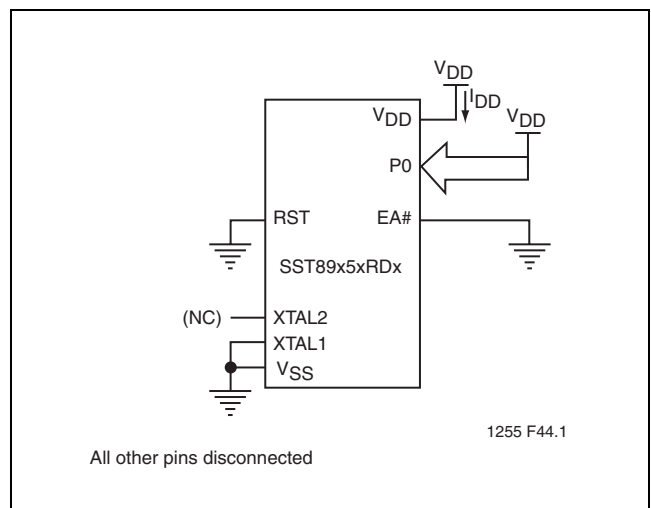 VDD
IDD
VDD
VDD
P0
RST
EA#
SST89x5xRDx
(NC)
XTAL2
XTAL1
VSS
1255 F44.1
All other pins disconnected